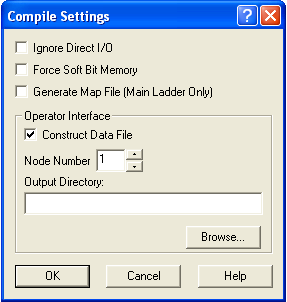 Compile Settings
Ignore Direct I/O
Force Soft Bit Memory
Generate Map File (Main Ladder Only)
Operator Interface
Construct Data File
Node Number 1
Output Directory:
Browse...
OK Cancel Help